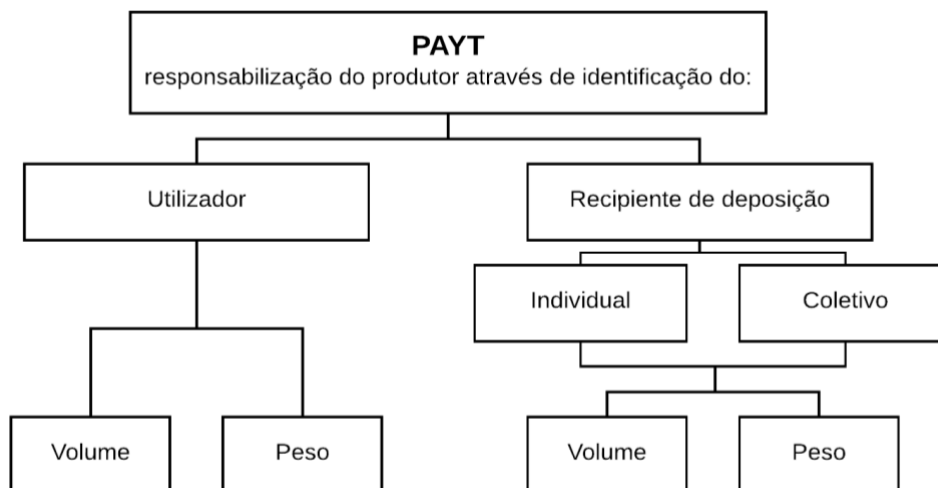 PAYT
responsabilização do produtor através de identificação do:
Utilizador
Recipiente de deposição
Individual
Coletivo
Volume
Peso
Volume
Peso